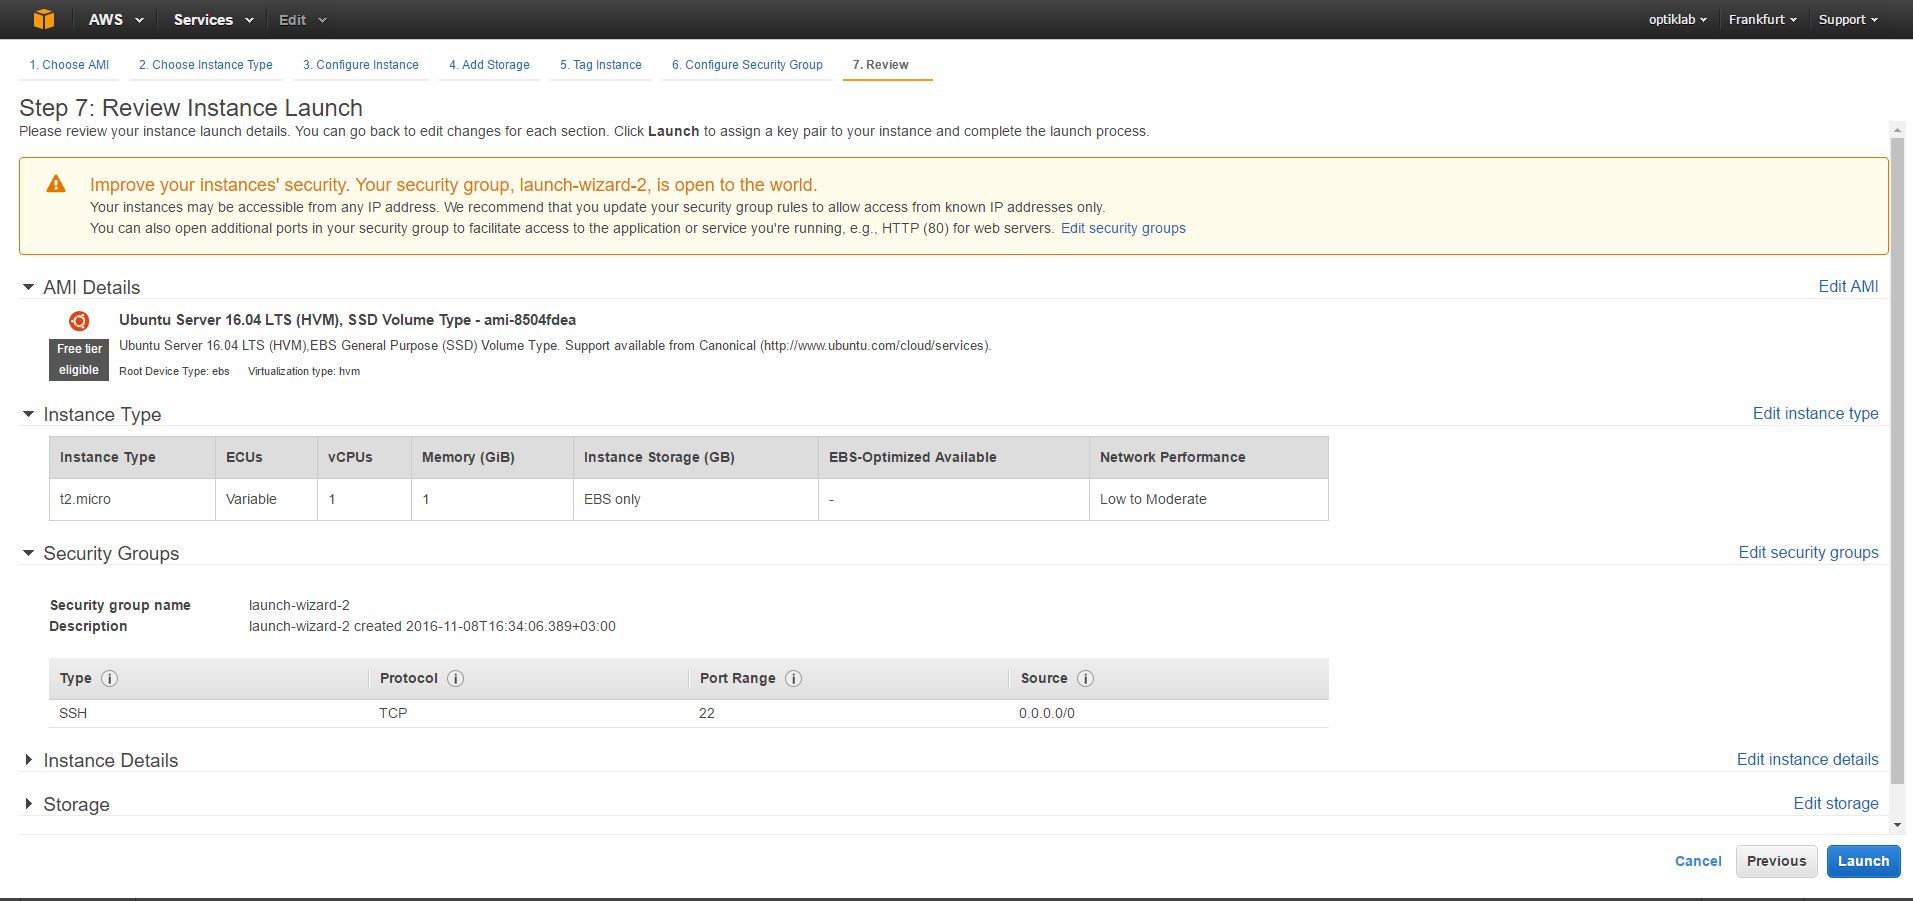 AWS Services Edit optiklab Frankfurt Support
1. Choose AMI 2. Choose Instance Type 3. Configure Instance 4. Add Storage 5. Tag Instance 6. Configure Security Group 7. Review
Step 7: Review Instance Launch
Please review your instance launch details. You can go back to edit changes for each section. Click Launch to assign a key pair to your instance and complete the launch process.
Improve your instances' security. Your security group, launch-wizard-2, is open to the world.
Your instances may be accessible from any IP address. We recommend that you update your security group rules to allow access from known IP addresses only.
You can also open additional ports in your security group to facilitate access to the application or service you're running, e.g., HTTP (80) for web servers. Edit security groups
AMI Details Edit AMI
Ubuntu Server 16.04 LTS (HVM), SSD Volume Type - ami-8504fdea
Free tier
eligible
Ubuntu Server 16.04 LTS (HVM),EBS General Purpose (SSD) Volume Type. Support available from Canonical (http://www.ubuntu.com/cloud/services).
Root Device Type: ebs Virtualization type: hvm
Instance Type Edit instance type
Instance Type ECUs vCPUs Memory (GiB) Instance Storage (GB) EBS-Optimized Available Network Performance
t2.micro Variable 1 1 EBS only - Low to Moderate
Security Groups Edit security groups
Security group name launch-wizard-2
Description launch-wizard-2 created 2016-11-08T16:34:06.389+03:00
Type i Protocol i Port Range i Source i
SSH TCP 22 0.0.0.0/0
Instance Details Edit instance details
Storage Edit storage
Cancel Previous Launch